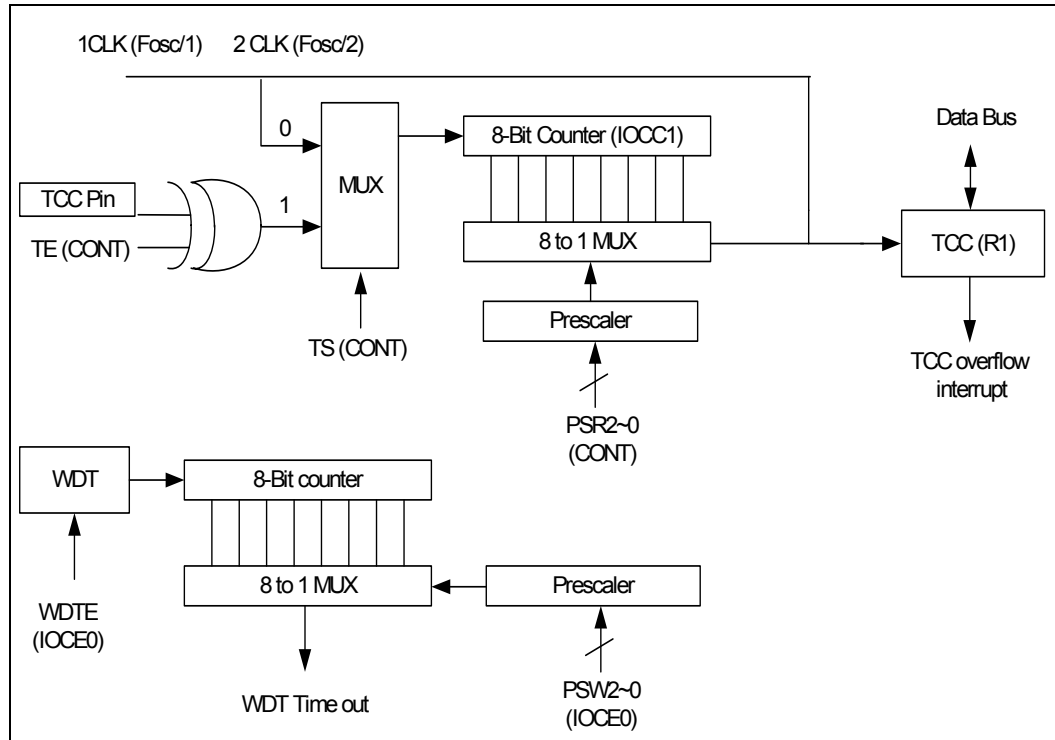 1CLK (Fosc/1) 2 CLK (Fosc/2)
0
1
MUX
TCC Pin
TE (CONT)
TS (CONT)
8-Bit Counter (IOCC1)
8 to 1 MUX
Prescaler
PSR2~0
(CONT)
Data Bus
TCC (R1)
TCC overflow
interrupt
WDT
WDTE
(IOCE0)
8-Bit counter
8 to 1 MUX
WDT Time out
Prescaler
PSW2~0
(IOCE0)